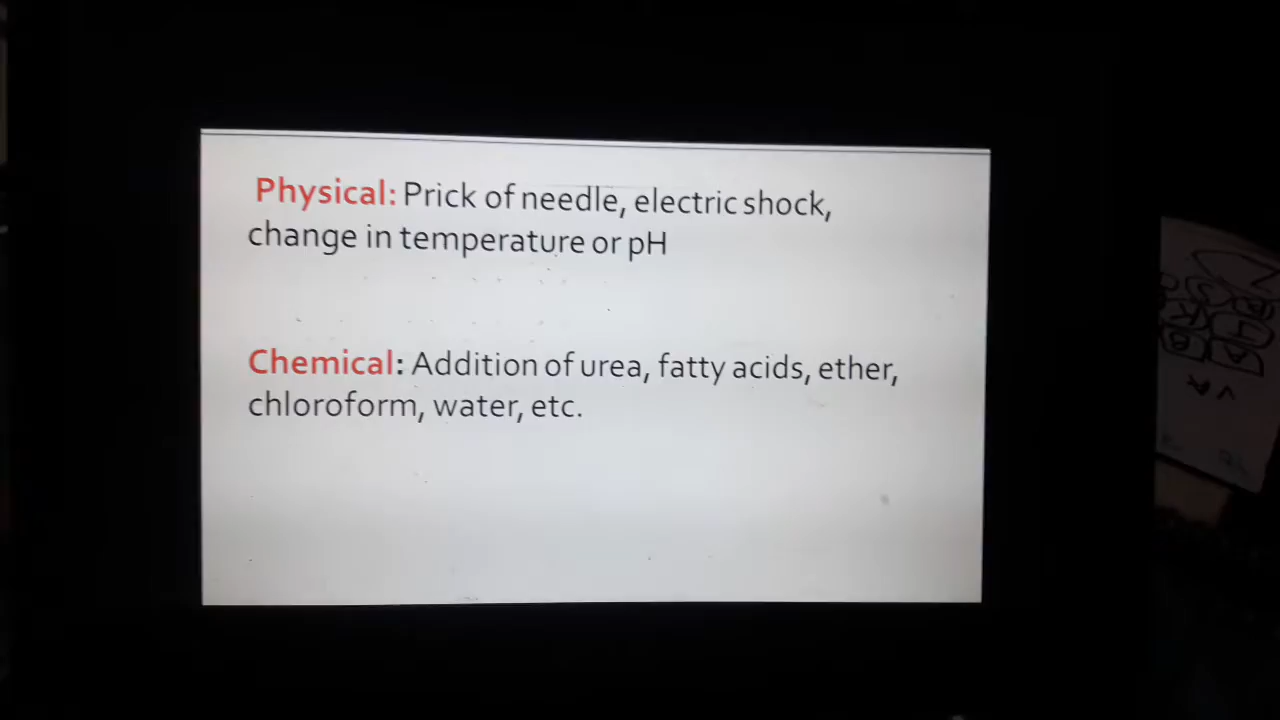 Physical: Prick of needle, electric shock,
change in temperature or pH
Chemical: Addition of urea, fatty acids, ether,
chloroform, water, etc.